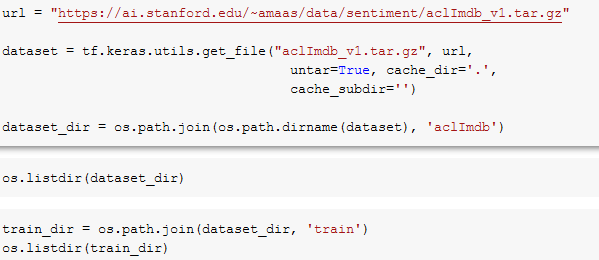 url = "https://ai.stanford.edu/~amaas/data/sentiment/aclImdb_v1.tar.gz"
dataset = tf.keras.utils.get_file("aclImdb_v1.tar.gz", url,
                                    untar=True, cache_dir='.',
                                    cache_subdir='')
dataset_dir = os.path.join(os.path.dirname(dataset), 'aclImdb')
os.listdir(dataset_dir)
train_dir = os.path.join(dataset_dir, 'train')
os.listdir(train_dir)